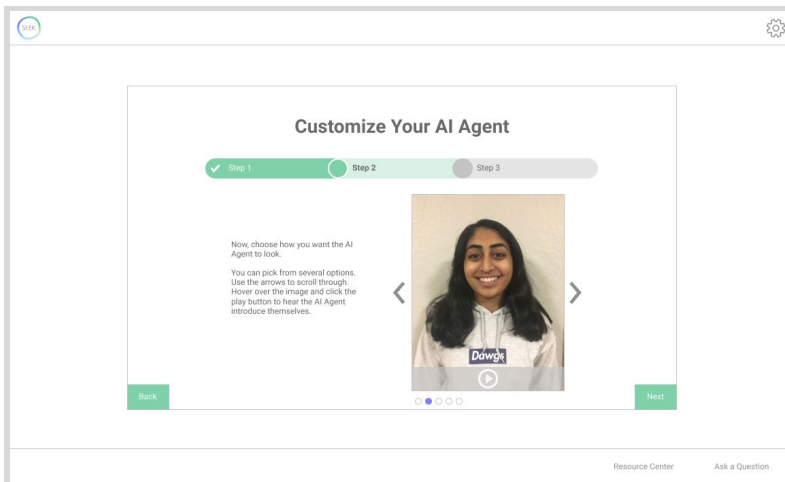 SEEK
Customize Your AI Agent
Step 1
Step 2
Step 3
Now, choose how you want the AI
Agent to look.
You can pick from several options.
Use the arrows to scroll through.
Hover over the image and click the
play button to hear the AI Agent
introduce themselves.
Dawgs
Back
Next
Resource Center
Ask a Question